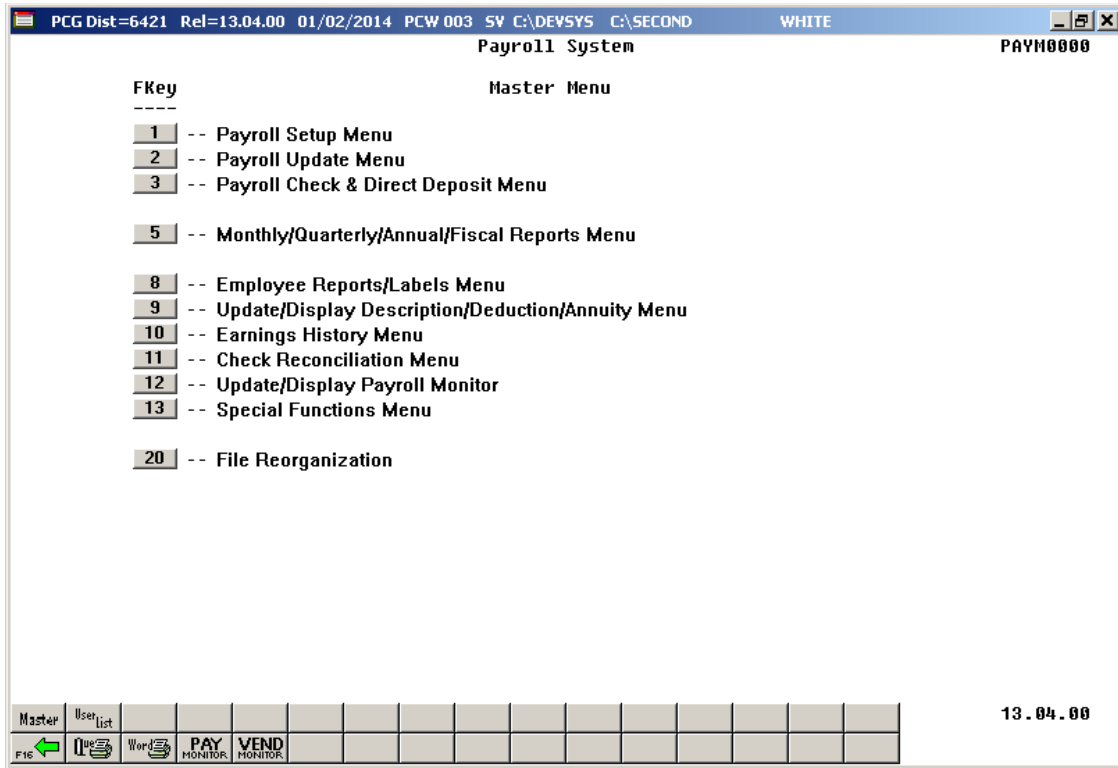 PCG Dist=6421 Rel=13.04.00 01/02/2014 PCW 003 SV C:\DEVSYS C:\SECOND WHITE
Payroll System PAYM0000
FKey Master Menu
----
1 -- Payroll Setup Menu
2 -- Payroll Update Menu
3 -- Payroll Check & Direct Deposit Menu
5 -- Monthly/Quarterly/Annual/Fiscal Reports Menu
8 -- Employee Reports/Labels Menu
9 -- Update/Display Description/Deduction/Annuity Menu
10 -- Earnings History Menu
11 -- Check Reconciliation Menu
12 -- Update/Display Payroll Monitor
13 -- Special Functions Menu
20 -- File Reorganization
Master User List 13.04.00
F16 Que Word PAY MONITOR VEND MONITOR